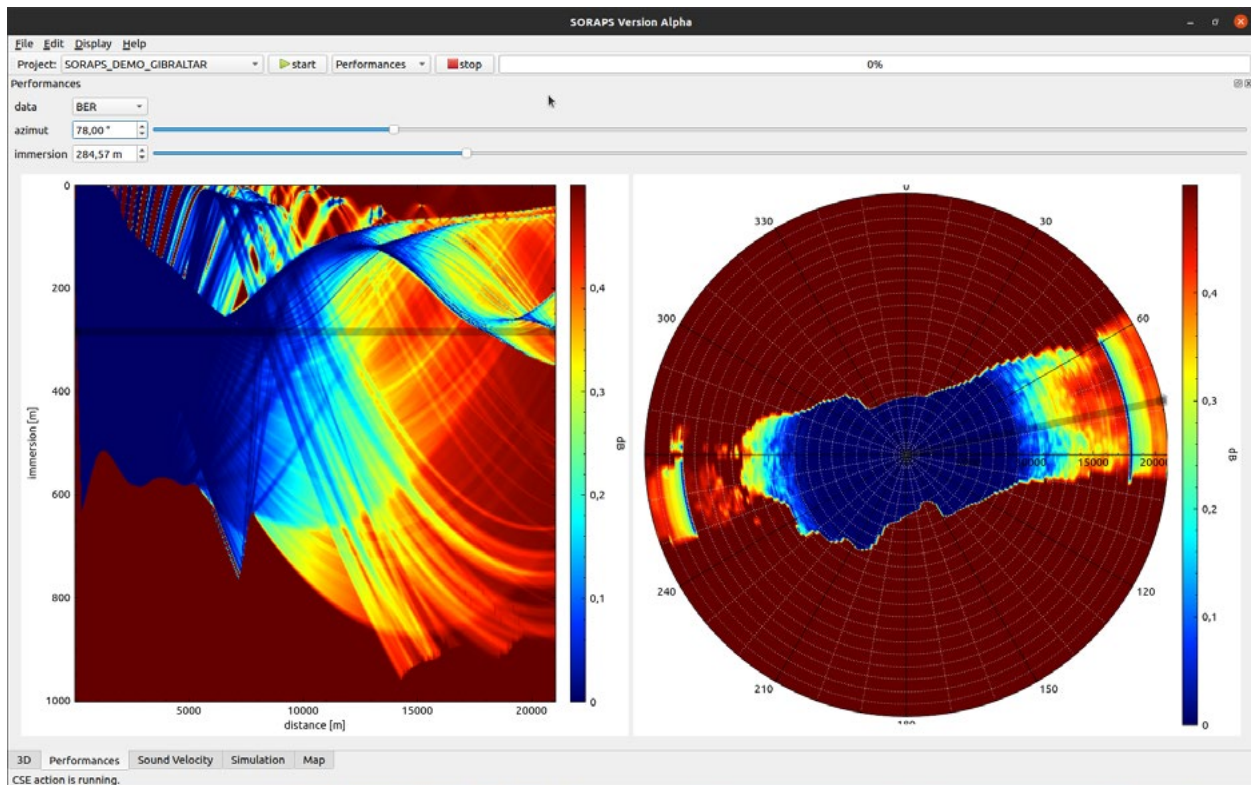 SORAPS Version Alpha
File Edit Display Help
Project: SORAPS_DEMO_GIBRALTAR start Performances stop 0%
Performances
data BER
azimut 78,00 °
immersion 284,57 m
0
200
400
600
800
1000
immersion [m]
5000 10000 15000 20000
distance [m]
0,4
0,3
0,2
0,1
0
dB
0
30
60
120
150
180
210
240
300
330
15000 20000
0,4
0,3
0,2
0,1
0
dB
3D Performances Sound Velocity Simulation Map
CSE action is running.